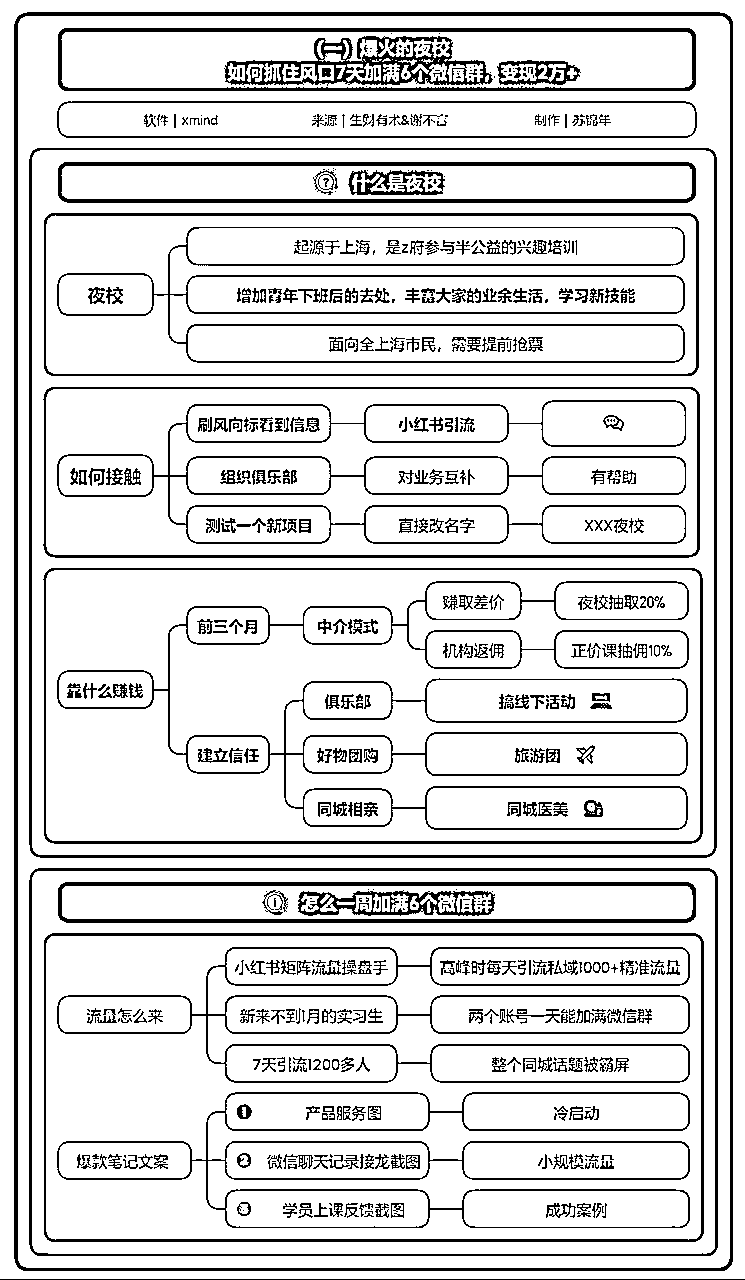 （一）爆火的夜校
如何抓住风口7天加满6个微信群，变现2万+
软件 | xmind
来源 | 生财有术&谢不言
制作 | 苏锦年
什么是夜校
夜校
起源于上海，是z府参与半公益的兴趣培训
增加青年下班后的去处，丰富大家的业余生活，学习新技能
面向全上海市民，需要提前抢票
如何接触
刷风向标看到信息
小红书引流
组织俱乐部
对业务互补
有帮助
测试一个新项目
直接改名字
XXX夜校
靠什么赚钱
前三个月
中介模式
赚取差价
夜校抽取20%
机构返佣
正价课抽佣10%
建立信任
俱乐部
搞线下活动
好物团购
旅游团
同城相亲
同城医美
① 怎么一周加满6个微信群
流量怎么来
小红书矩阵流量操盘手
高峰时每天引流私域1000+精准流量
新来不到1月的实习生
两个账号一天能加满微信群
7天引流1200多人
整个同城话题被霸屏
爆款笔记文案
❶ 产品服务图
冷启动
❷ 微信聊天记录接龙截图
小规模流量
❸ 学员上课反馈截图
成功案例